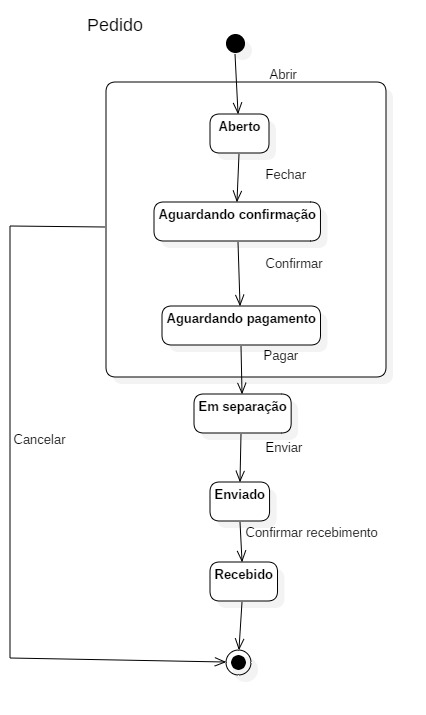 Pedido
Abrir
Aberto
Fechar
Aguardando confirmação
Confirmar
Aguardando pagamento
Pagar
Em separação
Cancelar
Enviar
Enviado
Confirmar recebimento
Recebido